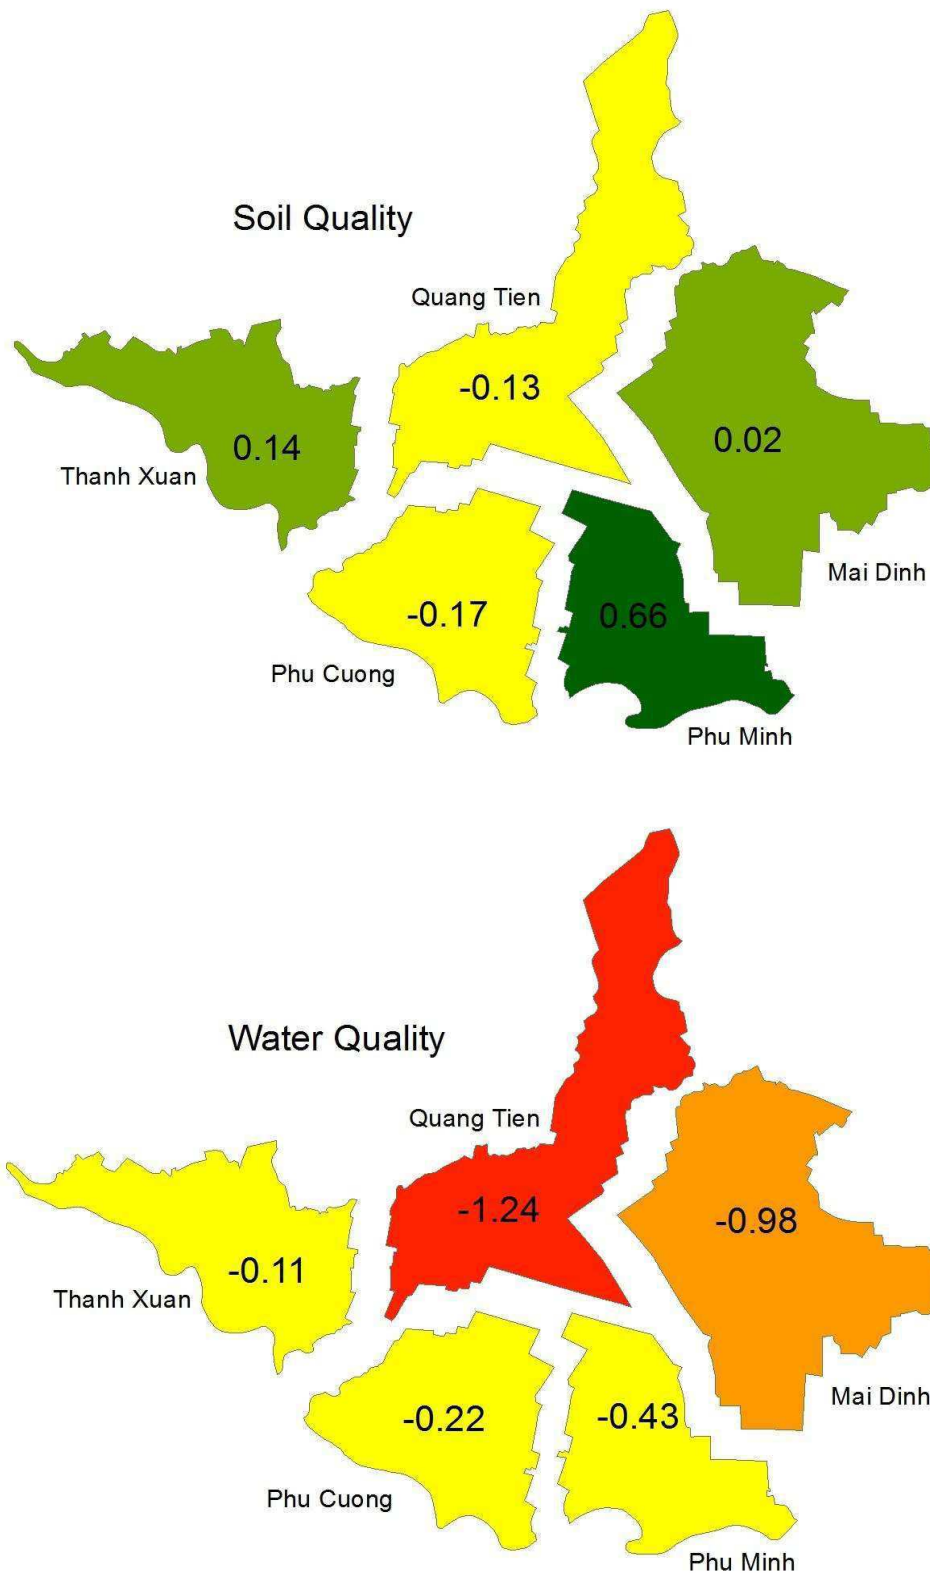 Soil Quality
Quang Tien
-0.13
0.02
0.14
Thanh Xuan
Mai Dinh
-0.17
0.66
Phu Cuong
Phu Minh
Water Quality
Quang Tien
-1.24
-0.98
-0.11
Thanh Xuan
Mai Dinh
-0.22
-0.43
Phu Cuong
Phu Minh